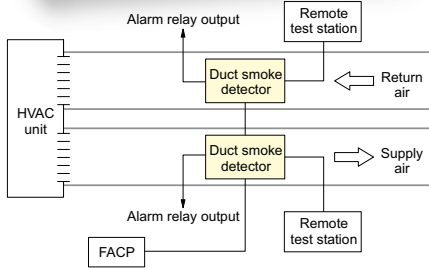 Alarm relay output
Remote
test station
Duct smoke
detector
Return
air
HVAC
unit
Duct smoke
detector
Supply
air
Alarm relay output
Remote
test station
FACP